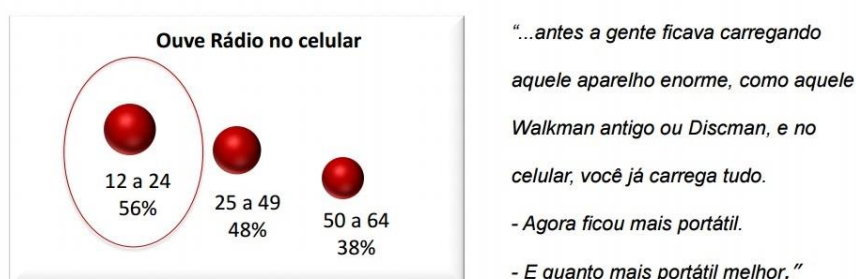 Ouve Rádio no celular
12 a 24
56%
25 a 49
48%
50 a 64
38%
“...antes a gente ficava carregando
aquele aparelho enorme, como aquele
Walkman antigo ou Discman, e no
celular, você já carrega tudo.
- Agora ficou mais portátil.
- E quanto mais portátil melhor.”